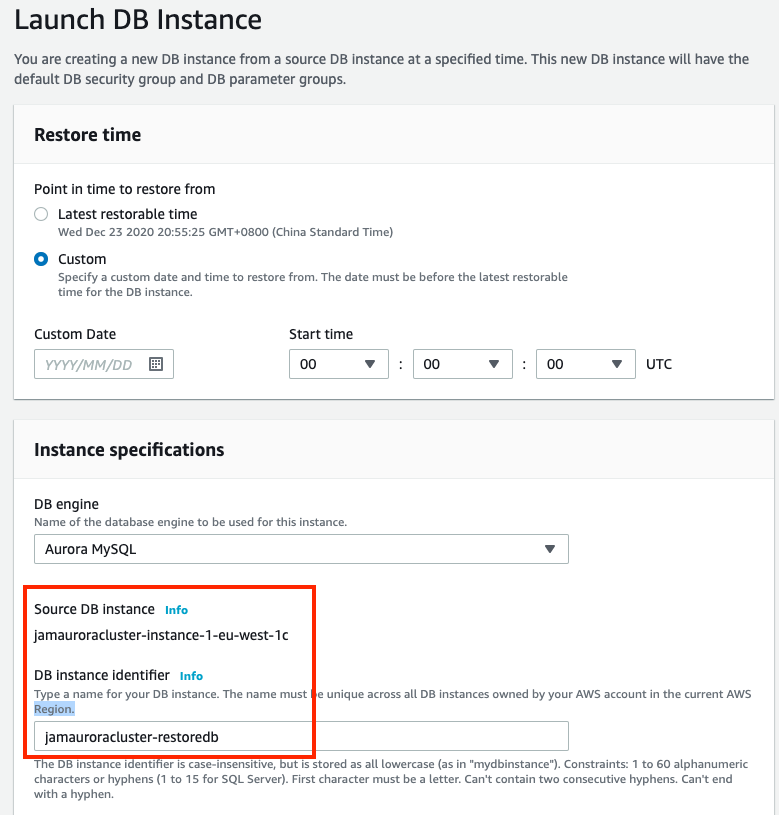 Launch DB Instance
You are creating a new DB instance from a source DB instance at a specified time. This new DB instance will have the
default DB security group and DB parameter groups.
Restore time
Point in time to restore from
Latest restorable time
Wed Dec 23 2020 20:55:25 GMT+0800 (China Standard Time)
Custom
Specify a custom date and time to restore from. The date must be before the latest restorable
time for the DB instance.
Custom Date Start time
YYYY/MM/DD 00 : 00 : 00 UTC
Instance specifications
DB engine
Name of the database engine to be used for this instance.
Aurora MySQL
Source DB instance Info
jamauroracluster-instance-1-eu-west-1c
DB instance identifier Info
Type a name for your DB instance. The name must be unique across all DB instances owned by your AWS account in the current AWS
Region.
jamauroracluster-restoredb
The DB instance identifier is case-insensitive, but is stored as all lowercase (as in "mydbinstance"). Constraints: 1 to 60 alphanumeric
characters or hyphens (1 to 15 for SQL Server). First character must be a letter. Can't contain two consecutive hyphens. Can't end
with a hyphen.